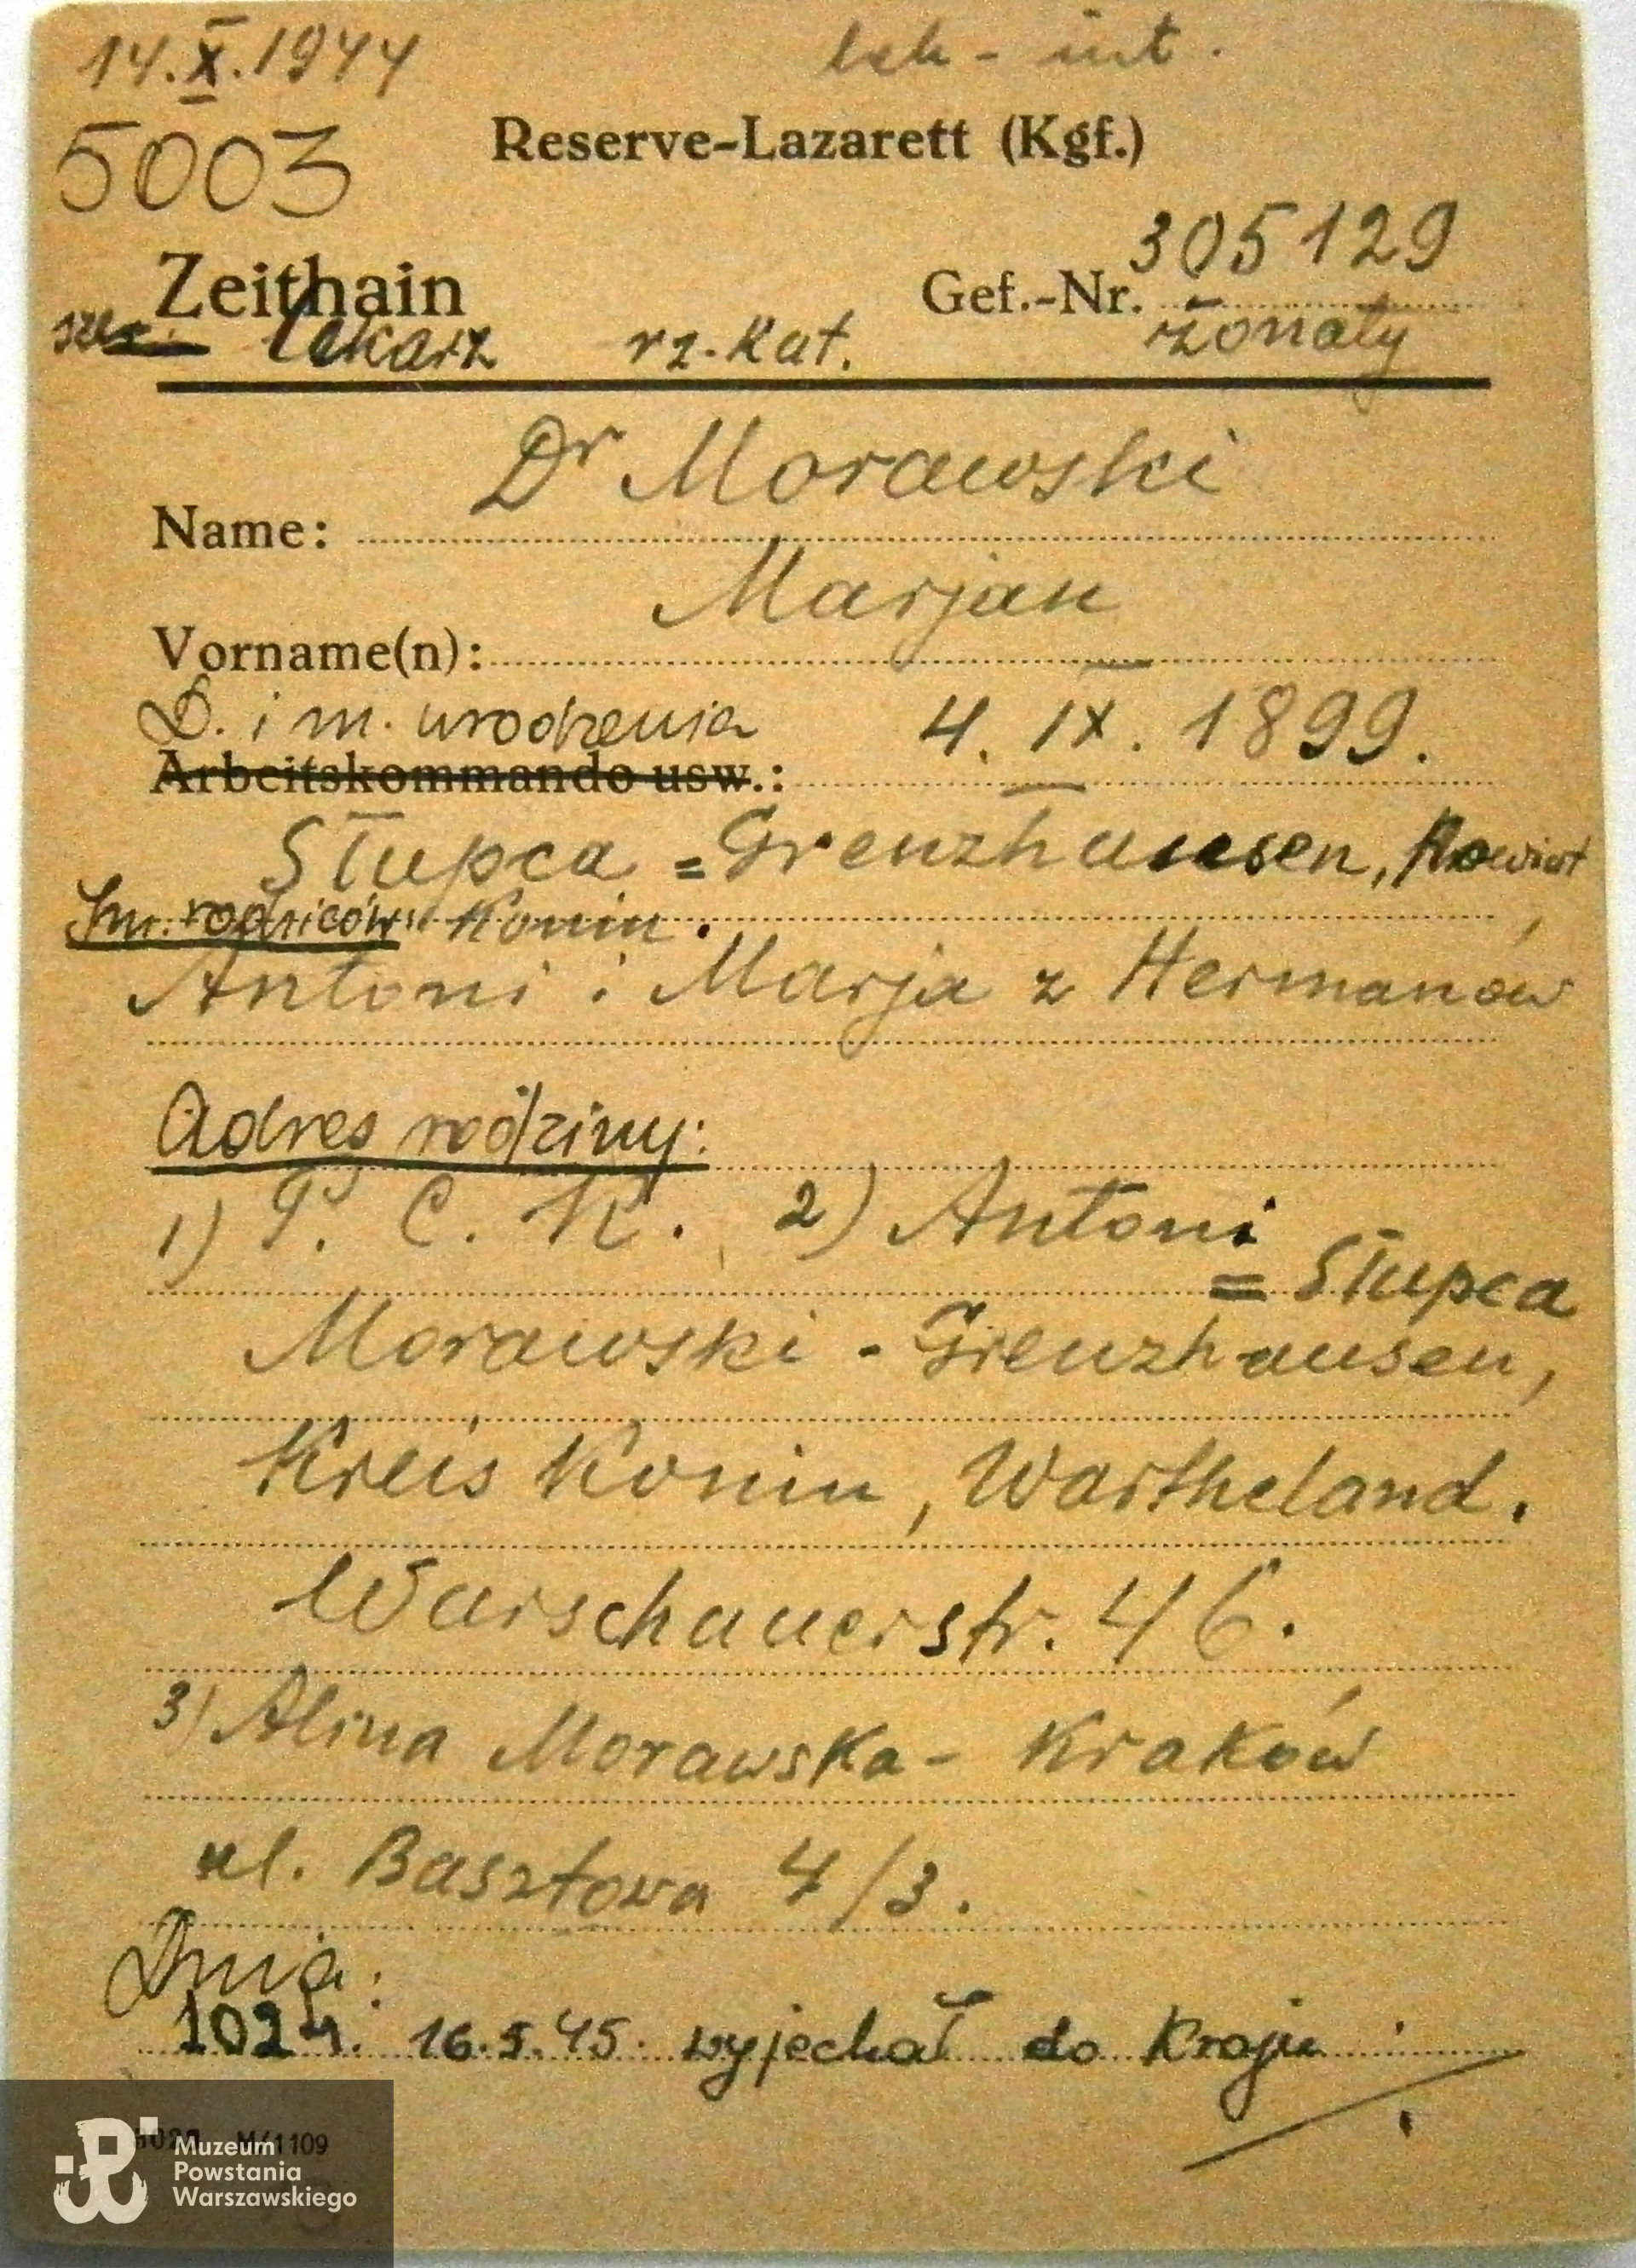 14.X.1944
lek - int.
5003
Reserve-Lazarett (Kgf.)
305129
Zeithain
Gef.-Nr.
lekarz rz.-kat. żonaty
Dr Morawski
Name:
Marjan
Vorname(n):
D. i m. urodzenia 4. IX. 1899.
Arbeitskommando usw.:
Słupca = Grenzhausen, Powiat
Im. rodziców: Konin.
Antoni i Marja z Hermanów
Adres rodziny:
1) P. C. K. 2) Antoni
= Słupca
Morawski - Grenzhausen,
Kreis Konin, Wartheland.
Warschauerstr. 46.
3) Alina Morawska - Kraków
ul. Basztowa 4/3.
Dnia:
16.5.45. wyjechał do Kraju
M/1109
Muzeum
Powstania
Warszawskiego